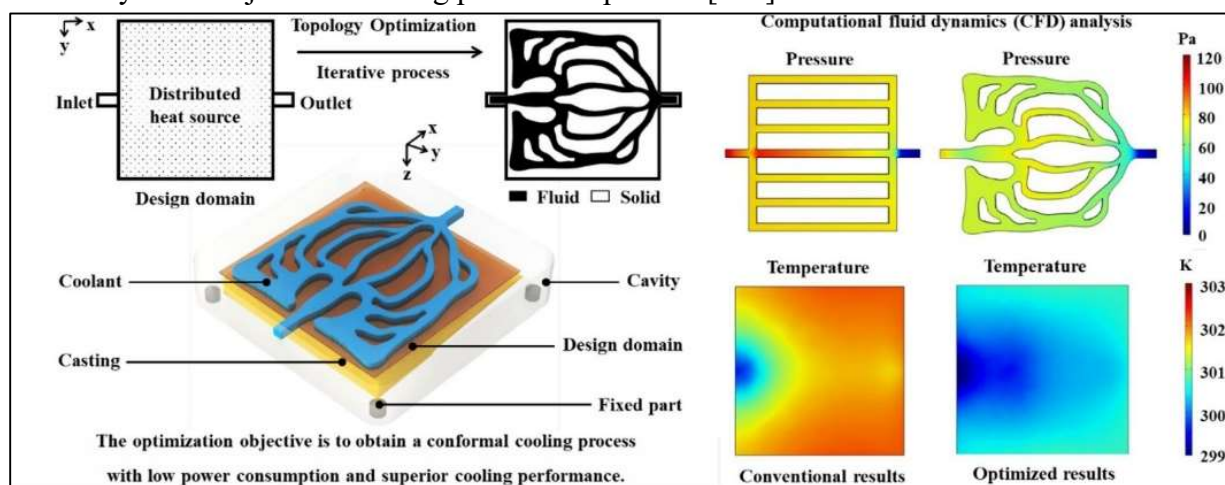 x
y
Topology Optimization
Iterative process
Inlet
Distributed
heat source
Outlet
Design domain
x
y
z
Fluid
Solid
Coolant
Cavity
Casting
Design domain
Fixed part
The optimization objective is to obtain a conformal cooling process
with low power consumption and superior cooling performance.
Computational fluid dynamics (CFD) analysis
Pa
Pressure
Pressure
120
100
80
60
40
20
0
Temperature
Temperature
K
303
302
301
300
299
Conventional results
Optimized results